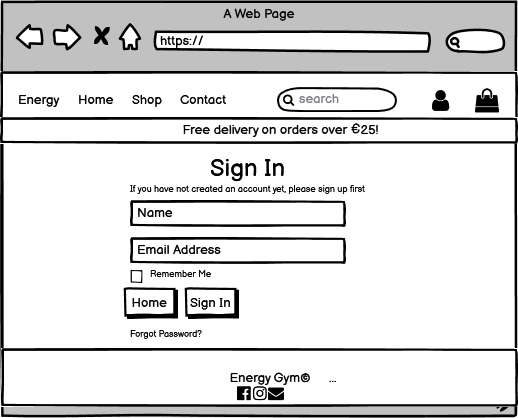 A Web Page
https://
Energy Home Shop Contact search
Free delivery on orders over €25!
Sign In
If you have not created an account yet, please sign up first
Name
Email Address
Remember Me
Home Sign In
Forgot Password?
Energy Gym© ...